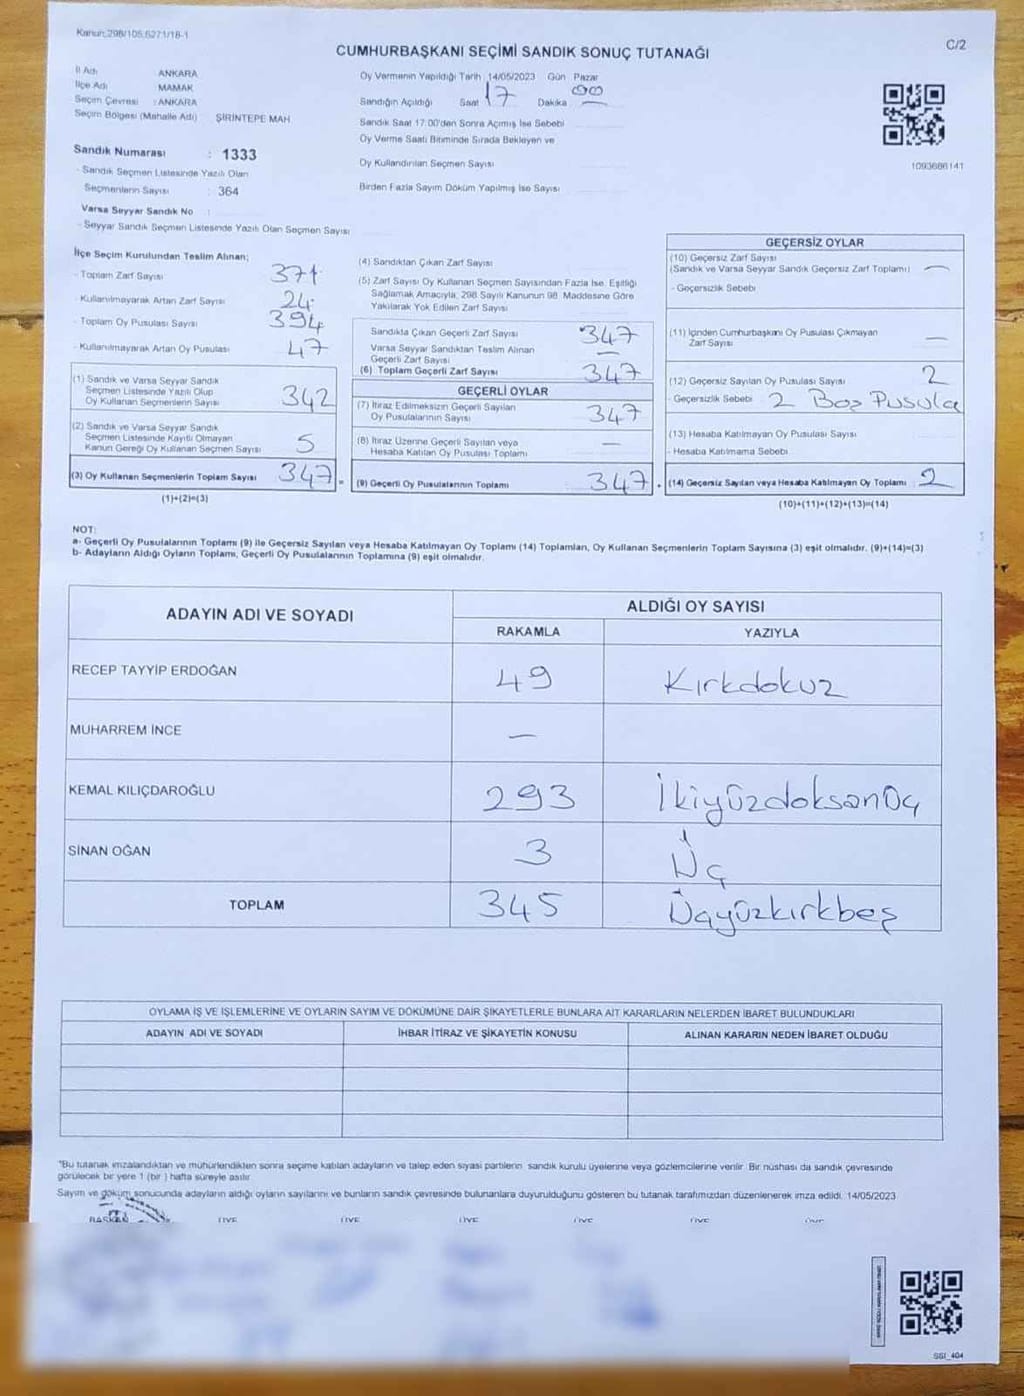 Kanun:298/105,6271/18-1
C/2
CUMHURBAŞKANI SEÇİMİ SANDIK SONUÇ TUTANAĞI
İl Adı ANKARA
İlçe Adı MAMAK
Seçim Çevresi : ANKARA
Seçim Bölgesi (Mahalle Adı) ŞİRİNTEPE MAH
Sandık Numarası : 1333
- Sandık Seçmen Listesinde Yazılı Olan
Seçmenlerin Sayısı : 364
Varsa Seyyar Sandık No :
- Seyyar Sandık Seçmen Listesinde Yazılı Olan Seçmen Sayısı
Oy Vermenin Yapıldığı Tarih 14/05/2023 Gün Pazar
Sandığın Açıldığı Saat 17 Dakika 00
Sandık Saat 17:00'den Sonra Açmış İse Sebebi
Oy Verme Saati Bitiminde Sırada Bekleyen ve
Oy Kullandırılan Seçmen Sayısı
Birden Fazla Sayım Döküm Yapılmış İse Sayısı
1093686141
İlçe Seçim Kurulundan Teslim Alınan;
- Toplam Zarf Sayısı 371
- Kullanılmayarak Artan Zarf Sayısı 24
- Toplam Oy Pusulası Sayısı 394
- Kullanılmayarak Artan Oy Pusulası 47
(1) Sandık ve Varsa Seyyar Sandık
Seçmen Listesinde Yazılı Olup
Oy Kullanan Seçmenlerin Sayısı 342
(2) Sandık ve Varsa Seyyar Sandık
Seçmen Listesinde Kayıtlı Olmayan
Kanun Gereği Oy Kullanan Seçmen Sayısı 5
(3) Oy Kullanan Seçmenlerin Toplam Sayısı 347
(1)+(2)=(3)
(4) Sandıktan Çıkan Zarf Sayısı
(5) Zarf Sayısı Oy Kullanan Seçmen Sayısından Fazla İse, Eşitliği
Sağlamak Amacıyla, 298 Sayılı Kanunun 98. Maddesine Göre
Yakılarak Yok Edilen Zarf Sayısı
Sandıkta Çıkan Geçerli Zarf Sayısı 347
Varsa Seyyar Sandıktan Teslim Alınan
Geçerli Zarf Sayısı —
(6) Toplam Geçerli Zarf Sayısı 347
GEÇERLİ OYLAR
(7) İtiraz Edilmeksizin Geçerli Sayılan
Oy Pusulalarının Sayısı 347
(8) İtiraz Üzerine Geçerli Sayılan veya
Hesaba Katılan Oy Pusulası Toplamı —
(9) Geçerli Oy Pusulalarının Toplamı 347
GEÇERSİZ OYLAR
(10) Geçersiz Zarf Sayısı
(Sandık ve Varsa Seyyar Sandık Geçersiz Zarf Toplamı) —
- Geçersizlik Sebebi
(11) İçinden Cumhurbaşkanı Oy Pusulası Çıkmayan
Zarf Sayısı —
(12) Geçersiz Sayılan Oy Pusulası Sayısı 2
- Geçersizlik Sebebi 2 Boş Pusula
(13) Hesaba Katılmayan Oy Pusulası Sayısı
- Hesaba Katılmama Sebebi
(14) Geçersiz Sayılan veya Hesaba Katılmayan Oy Toplamı : 2
(10)+(11)+(12)+(13)=(14)
NOT:
a- Geçerli Oy Pusulalarının Toplamı (9) ile Geçersiz Sayılan veya Hesaba Katılmayan Oy Toplamı (14) Toplamları, Oy Kullanan Seçmenlerin Toplam Sayısına (3) eşit olmalıdır. (9)+(14)=(3)
b- Adayların Aldığı Oyların Toplamı, Geçerli Oy Pusulalarının Toplamına (9) eşit olmalıdır.
ADAYIN ADI VE SOYADI ALDIĞI OY SAYISI
RAKAMLA YAZIYLA
RECEP TAYYİP ERDOĞAN 49 Kırkdokuz
MUHARREM İNCE —
KEMAL KILIÇDAROĞLU 293 İkiyüzdoksanüç
SİNAN OĞAN 3 Üç
TOPLAM 345 Üçyüzkırkbeş
OYLAMA İŞ VE İŞLEMLERİNE VE OYLARIN SAYIM VE DÖKÜMÜNE DAİR ŞİKAYETLERLE BUNLARA AİT KARARLARIN NELERDEN İBARET BULUNDUKLARI
ADAYIN ADI VE SOYADI İHBAR İTİRAZ VE ŞİKAYETİN KONUSU ALINAN KARARIN NEDEN İBARET OLDUĞU
"Bu tutanak imzalandıktan ve mühürlendikten sonra seçime katılan adayların ve talep eden siyasi partilerin sandık kurulu üyelerine veya gözlemcilerine verilir. Bir nüshası da sandık çevresinde
görülecek bir yere 1 (bir) hafta süreyle asılır.
Sayım ve döküm sonucunda adayların aldığı oyların sayılarını ve bunların sandık çevresinde bulunanlara duyurulduğunu gösteren bu tutanak tarafımızdan düzenlenerek imza edildi. 14/05/2023
BAŞKAN ÜYE ÜYE ÜYE ÜYE ÜYE ÜYE
SSI_404